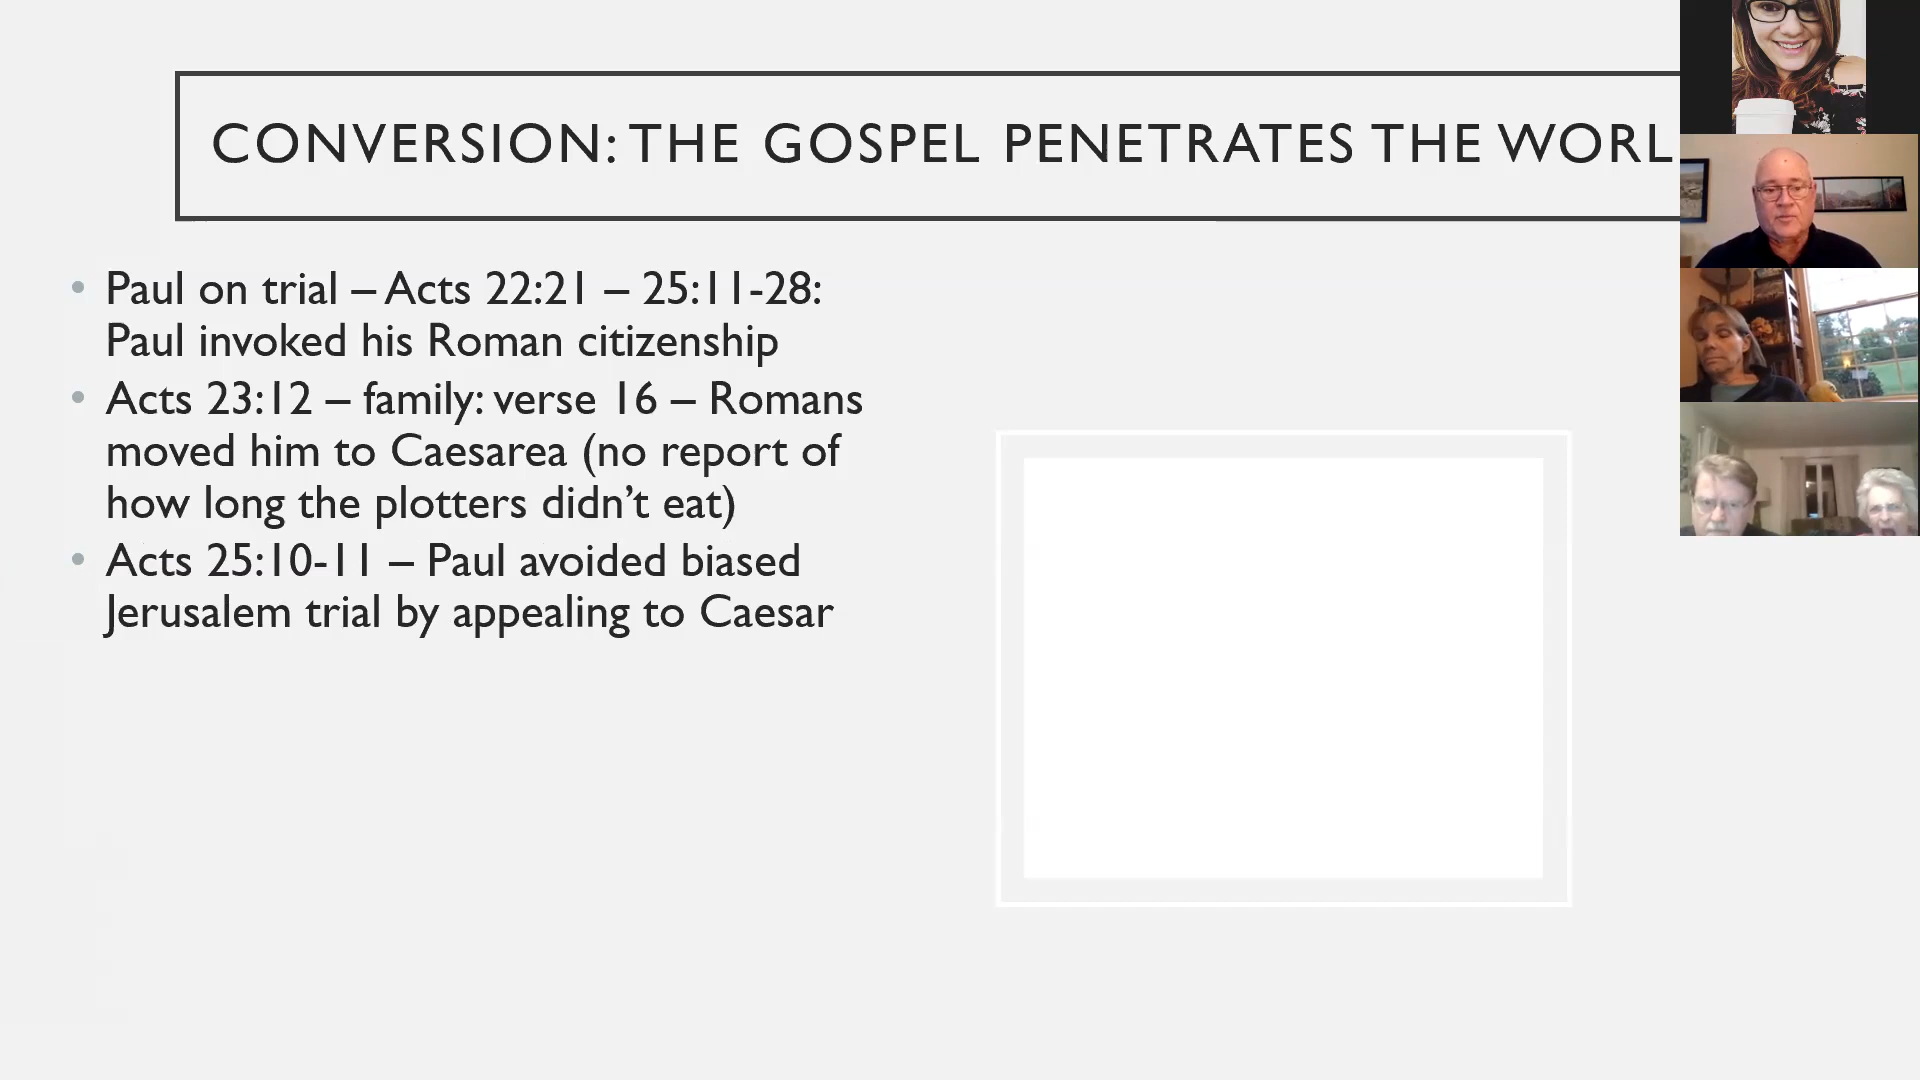 CONVERSION: THE GOSPEL PENETRATES THE WORL
• Paul on trial – Acts 22:21 – 25:11-28:
Paul invoked his Roman citizenship
• Acts 23:12 – family: verse 16 – Romans
moved him to Caesarea (no report of
how long the plotters didn’t eat)
• Acts 25:10-11 – Paul avoided biased
Jerusalem trial by appealing to Caesar